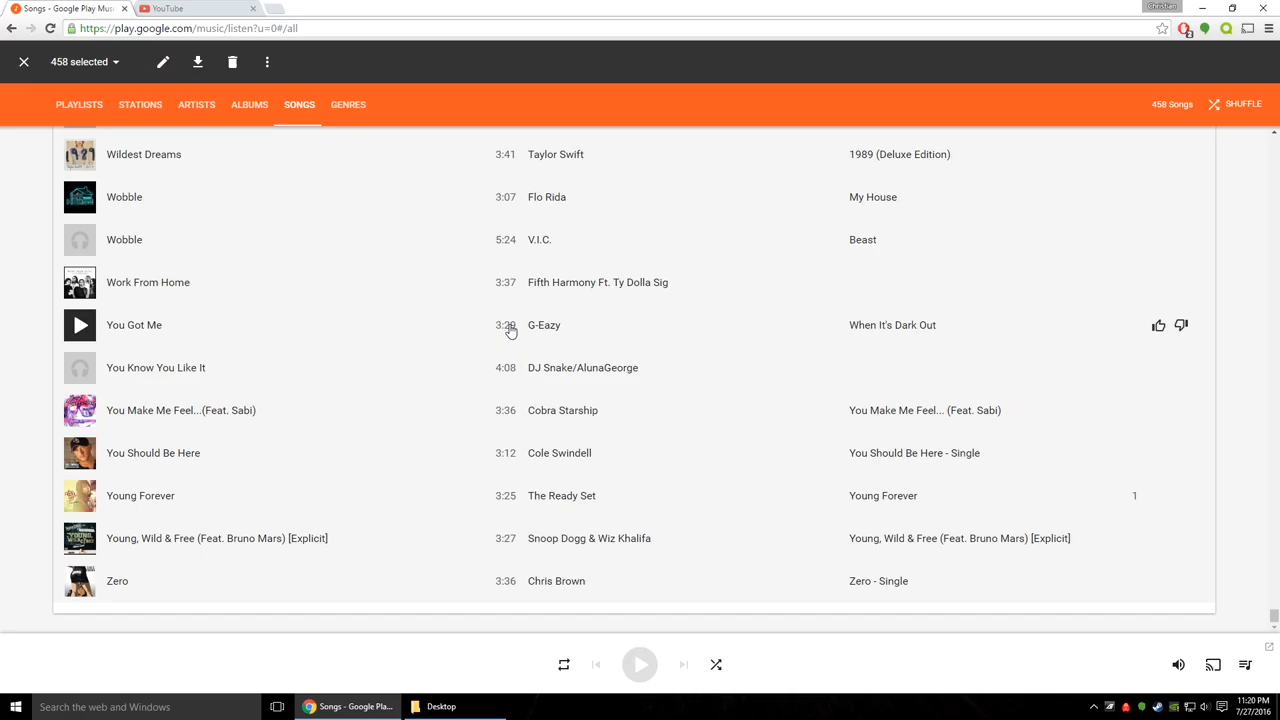 Songs - Google Play Mus
YouTube
Christian
https://play.google.com/music/listen?u=0#/all
458 selected
PLAYLISTS STATIONS ARTISTS ALBUMS SONGS GENRES 458 Songs SHUFFLE
Wildest Dreams 3:41 Taylor Swift 1989 (Deluxe Edition)
Wobble 3:07 Flo Rida My House
Wobble 5:24 V.I.C. Beast
Work From Home 3:37 Fifth Harmony Ft. Ty Dolla Sig
You Got Me G-Eazy When It's Dark Out
You Know You Like It 4:08 DJ Snake/AlunaGeorge
You Make Me Feel...(Feat. Sabi) 3:36 Cobra Starship You Make Me Feel... (Feat. Sabi)
You Should Be Here 3:12 Cole Swindell You Should Be Here - Single
Young Forever 3:25 The Ready Set Young Forever 1
Young, Wild & Free (Feat. Bruno Mars) [Explicit] 3:27 Snoop Dogg & Wiz Khalifa Young, Wild & Free (Feat. Bruno Mars) [Explicit]
Zero 3:36 Chris Brown Zero - Single
Search the web and Windows
Songs - Google Pla...
Desktop
11:20 PM
7/27/2016